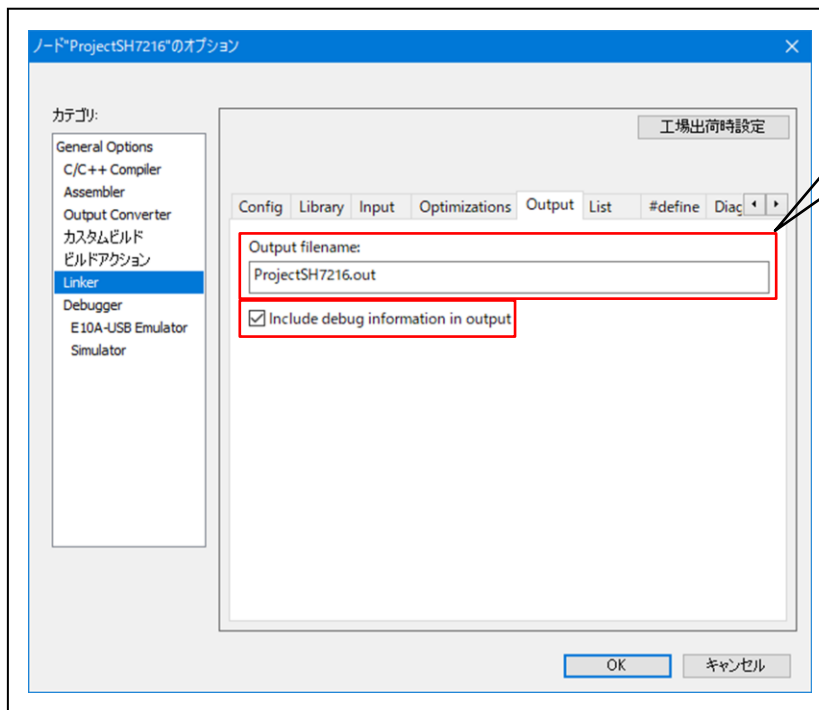 ノード"ProjectSH7216"のオプション
カテゴリ:
General Options
C/C++ Compiler
Assembler
Output Converter
カスタムビルド
ビルドアクション
Linker
Debugger
E10A-USB Emulator
Simulator
工場出荷時設定
Config Library Input Optimizations Output List #define Diag
Output filename:
ProjectSH7216.out
Include debug information in output
OK キャンセル